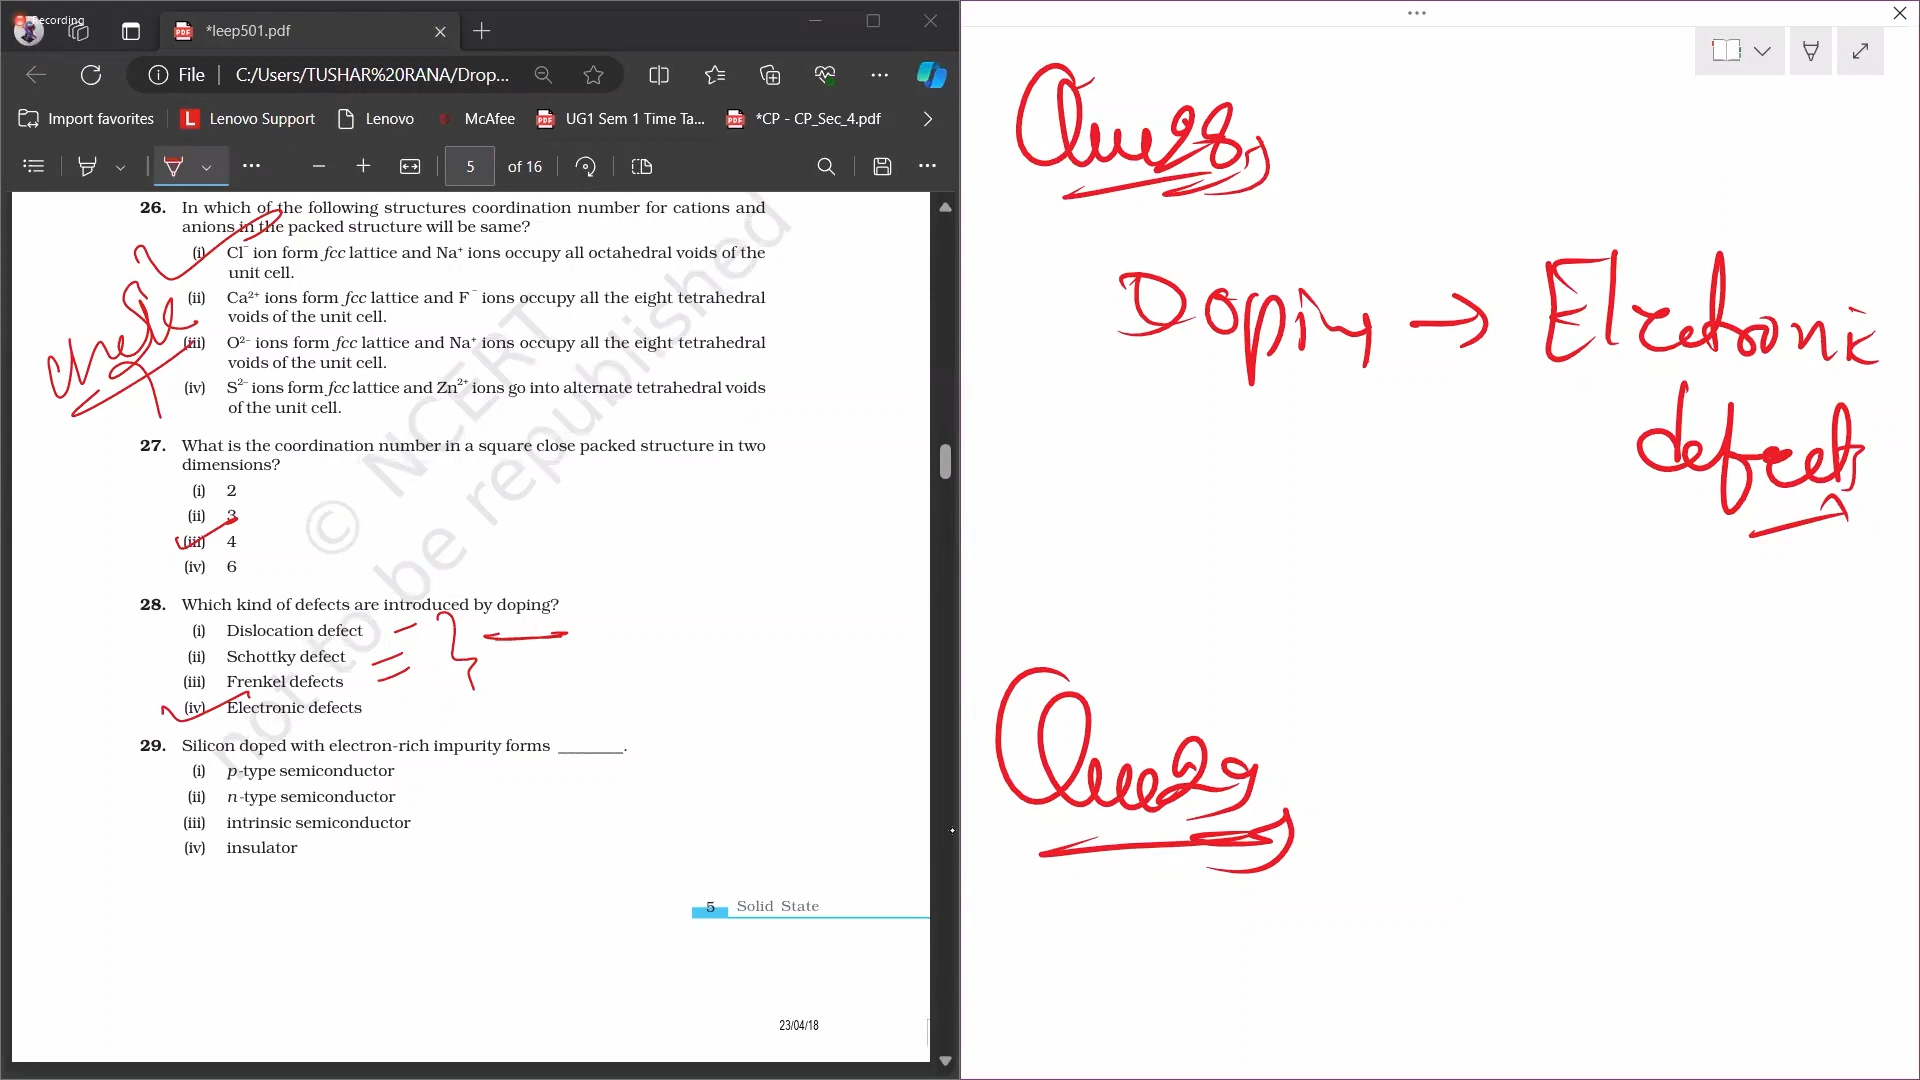 Recording
*leep501.pdf
File
C:/Users/TUSHAR%20RANA/Drop...
Import favorites
Lenovo Support
Lenovo
McAfee
UG1 Sem 1 Time Ta...
*CP - CP_Sec_4.pdf
5 of 16
26. In which of the following structures coordination number for cations and
anions in the packed structure will be same?
(i) Cl⁻ ion form fcc lattice and Na⁺ ions occupy all octahedral voids of the
unit cell.
(ii) Ca²⁺ ions form fcc lattice and F⁻ ions occupy all the eight tetrahedral
voids of the unit cell.
(iii) O²⁻ ions form fcc lattice and Na⁺ ions occupy all the eight tetrahedral
voids of the unit cell.
(iv) S²⁻ ions form fcc lattice and Zn²⁺ ions go into alternate tetrahedral voids
of the unit cell.
27. What is the coordination number in a square close packed structure in two
dimensions?
(i) 2
(ii) 3
(iii) 4
(iv) 6
28. Which kind of defects are introduced by doping?
(i) Dislocation defect
(ii) Schottky defect
(iii) Frenkel defects
(iv) Electronic defects
29. Silicon doped with electron-rich impurity forms ________.
(i) p-type semiconductor
(ii) n-type semiconductor
(iii) intrinsic semiconductor
(iv) insulator
5 Solid State
23/04/18
© NCERT
not to be republished
Que 28,
Doping → Electronic
defects
Que 29